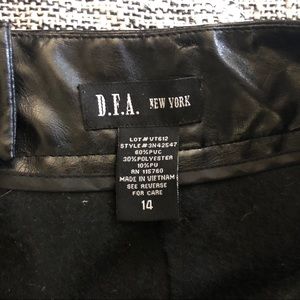 D.F.A. NEW YORK
LOT# VT612
STYLE# 3N42547
60% PVC
30% POLYESTER
10% PU
RN 115760
MADE IN VIETNAM
SEE REVERSE
FOR CARE
14